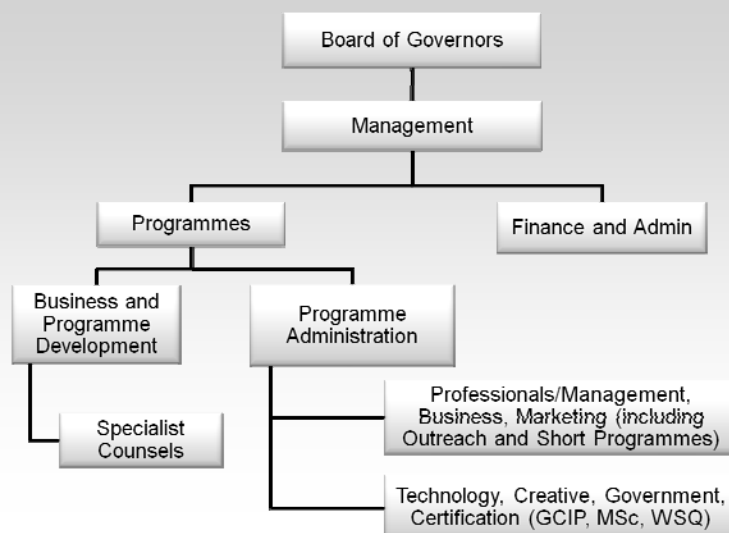 Board of Governors
Management
Programmes
Finance and Admin
Business and
Programme
Development
Programme
Administration
Specialist
Counsels
Professionals/Management,
Business, Marketing (including
Outreach and Short Programmes)
Technology, Creative, Government,
Certification (GCIP, MSc, WSQ)